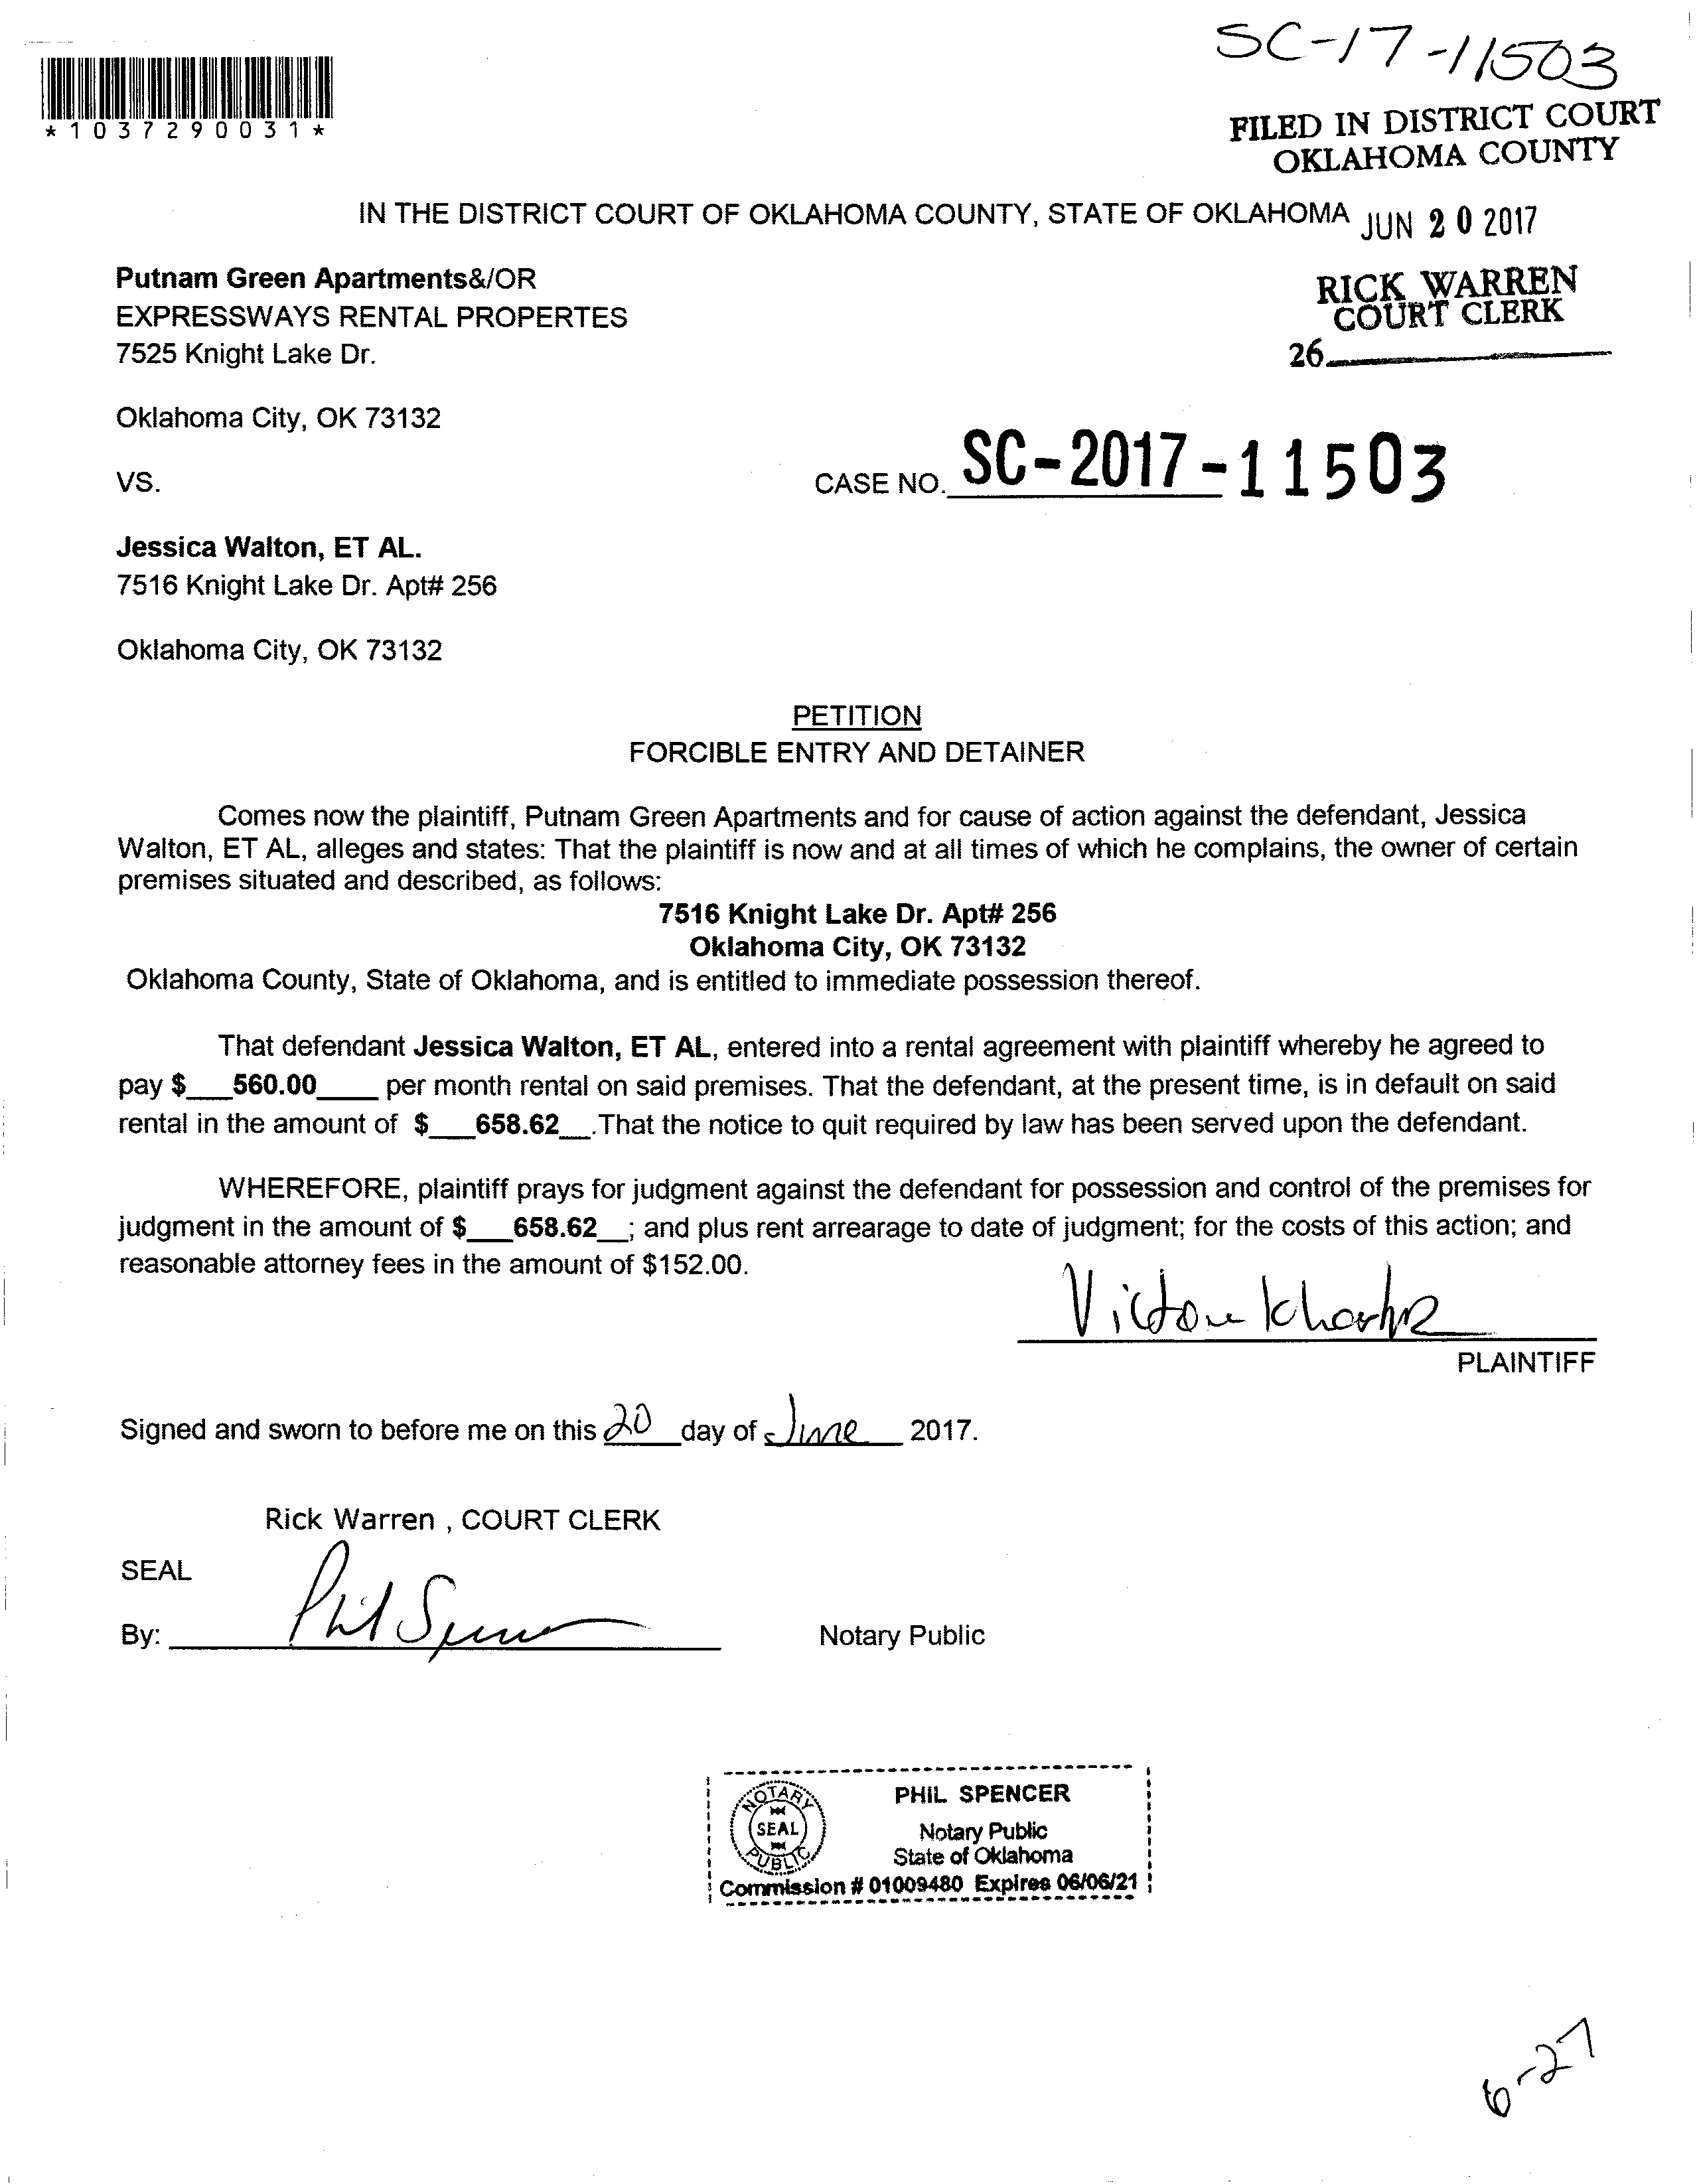 SC-17-11503
*1037290031*
FILED IN DISTRICT COURT
OKLAHOMA COUNTY
IN THE DISTRICT COURT OF OKLAHOMA COUNTY, STATE OF OKLAHOMA
JUN 20 2017
Putnam Green Apartments&/OR
EXPRESSWAYS RENTAL PROPERTES
7525 Knight Lake Dr.
RICK WARREN
COURT CLERK
26
Oklahoma City, OK 73132
VS.
CASE NO. SC-2017-11503
Jessica Walton, ET AL.
7516 Knight Lake Dr. Apt# 256
Oklahoma City, OK 73132
PETITION
FORCIBLE ENTRY AND DETAINER
Comes now the plaintiff, Putnam Green Apartments and for cause of action against the defendant, Jessica
Walton, ET AL, alleges and states: That the plaintiff is now and at all times of which he complains, the owner of certain
premises situated and described, as follows:
7516 Knight Lake Dr. Apt# 256
Oklahoma City, OK 73132
Oklahoma County, State of Oklahoma, and is entitled to immediate possession thereof.
That defendant Jessica Walton, ET AL, entered into a rental agreement with plaintiff whereby he agreed to
pay $___560.00____ per month rental on said premises. That the defendant, at the present time, is in default on said
rental in the amount of $___658.62__.That the notice to quit required by law has been served upon the defendant.
WHEREFORE, plaintiff prays for judgment against the defendant for possession and control of the premises for
judgment in the amount of $___658.62__; and plus rent arrearage to date of judgment; for the costs of this action; and
reasonable attorney fees in the amount of $152.00.
PLAINTIFF
Signed and sworn to before me on this 20 day of June 2017.
Rick Warren , COURT CLERK
SEAL
By: Phil Spencer
Notary Public
NOTARY
SEAL
PUBLIC
PHIL SPENCER
Notary Public
State of Oklahoma
Commission # 01009480 Expires 06/06/21
6-27